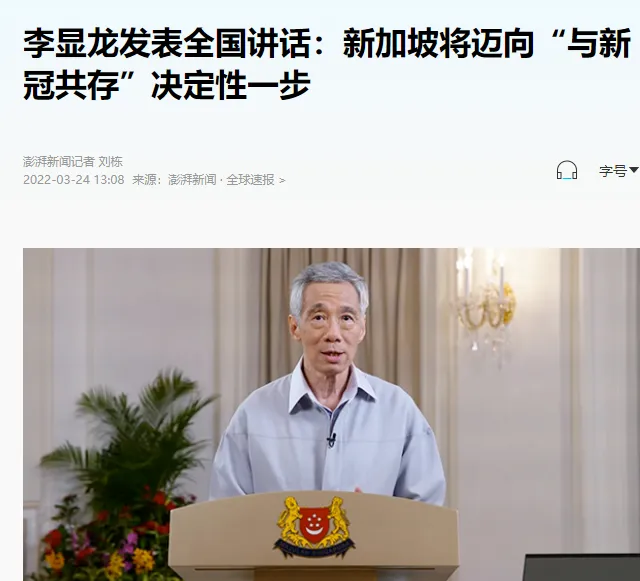 李显龙发表全国讲话：新加坡将迈向“与新
冠共存”决定性一步
澎湃新闻记者 刘栋
2022-03-24 13:08 来源：澎湃新闻 · 全球速报 >
字号